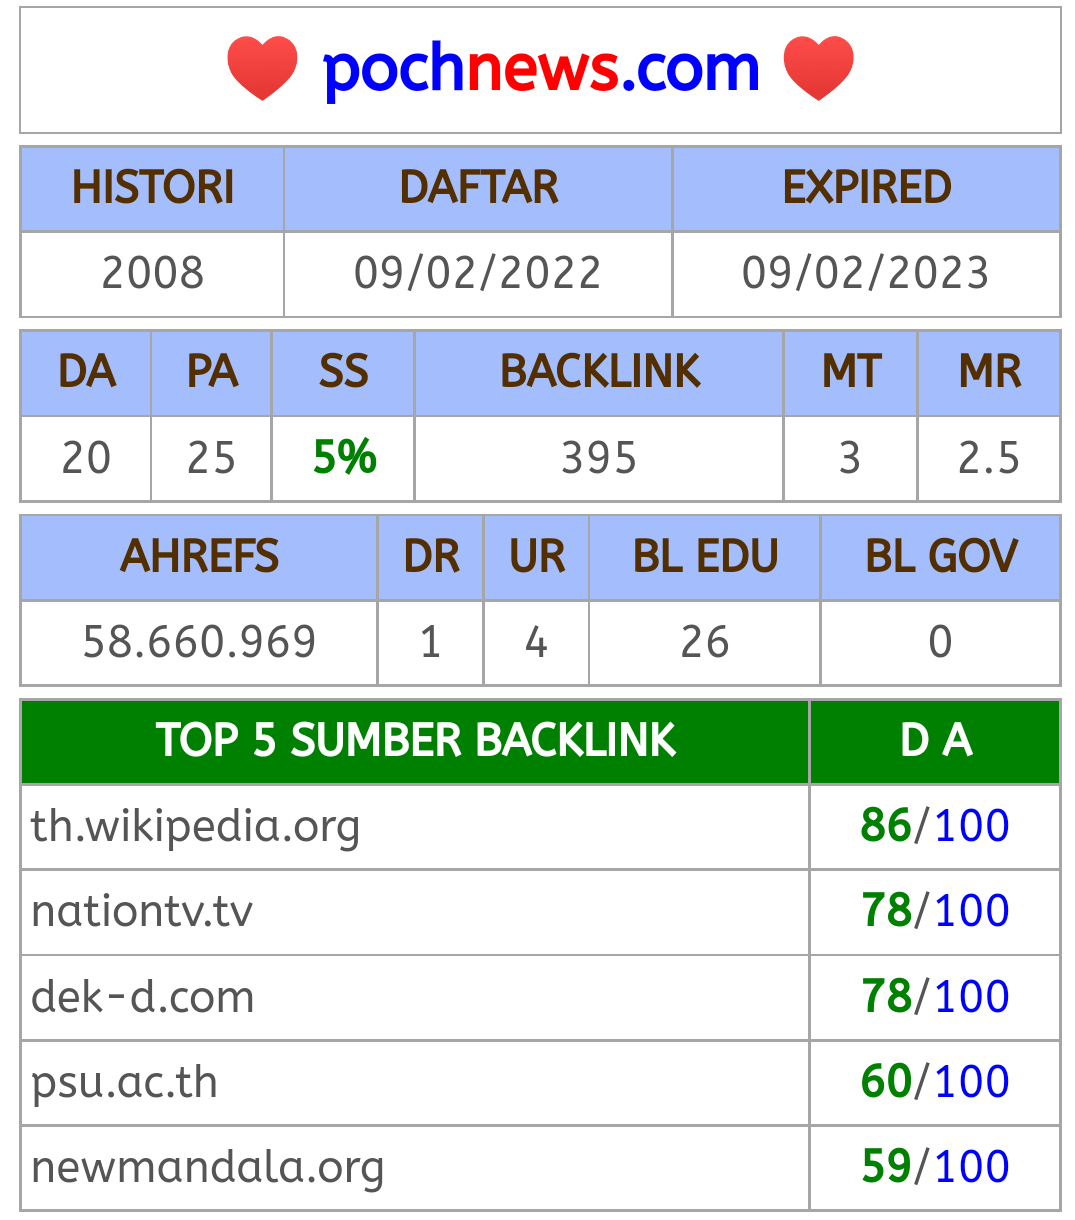 pochnews.com
HISTORI DAFTAR EXPIRED
2008 09/02/2022 09/02/2023
DA PA SS BACKLINK MT MR
20 25 5% 395 3 2.5
AHREFS DR UR BL EDU BL GOV
58.660.969 1 4 26 0
TOP 5 SUMBER BACKLINK D A
th.wikipedia.org 86/100
nationtv.tv 78/100
dek-d.com 78/100
psu.ac.th 60/100
newmandala.org 59/100